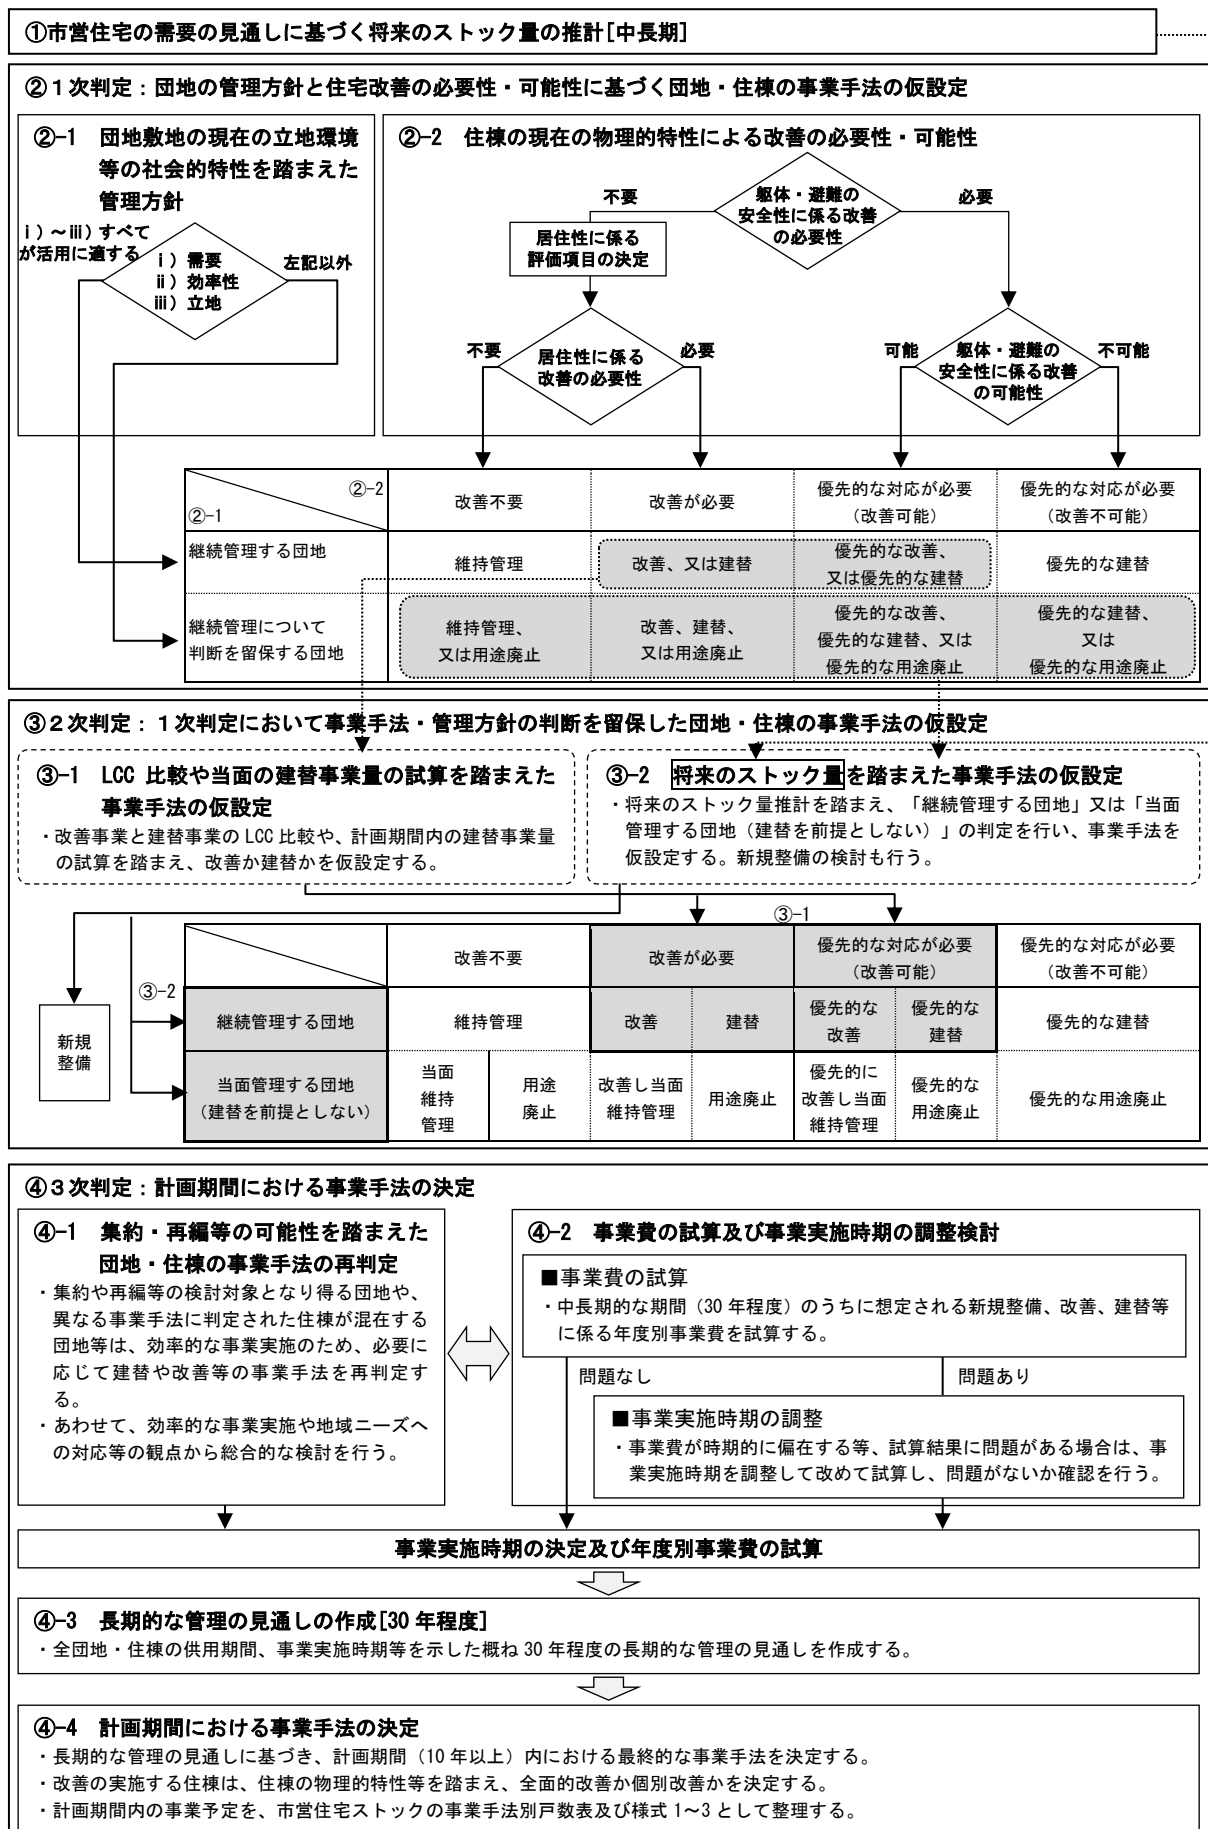 ①市営住宅の需要の見通しに基づく将来のストック量の推計[中長期]
②１次判定：団地の管理方針と住宅改善の必要性・可能性に基づく団地・住棟の事業手法の仮設定
②-1　団地敷地の現在の立地環境
等の社会的特性を踏まえた
管理方針
ⅰ）～ⅲ）すべて
が活用に適する
ⅰ）需要
ⅱ）効率性
ⅲ）立地
左記以外
②-2　住棟の現在の物理的特性による改善の必要性・可能性
不要
躯体・避難の
安全性に係る改善
の必要性
必要
居住性に係る
評価項目の決定
不要
居住性に係る
改善の必要性
必要
可能
躯体・避難の
安全性に係る改善
の可能性
不可能
②-2
②-1
改善不要
改善が必要
優先的な対応が必要
（改善可能）
優先的な対応が必要
（改善不可能）
継続管理する団地
維持管理
改善、又は建替
優先的な改善、
又は優先的な建替
優先的な建替
継続管理について
判断を留保する団地
維持管理、
又は用途廃止
改善、建替、
又は用途廃止
優先的な改善、
優先的な建替、又は
優先的な用途廃止
優先的な建替、
又は
優先的な用途廃止
③２次判定：１次判定において事業手法・管理方針の判断を留保した団地・住棟の事業手法の仮設定
③-1　LCC 比較や当面の建替事業量の試算を踏まえた
事業手法の仮設定
・改善事業と建替事業の LCC 比較や、計画期間内の建替事業量
の試算を踏まえ、改善か建替かを仮設定する。
③-2　将来のストック量を踏まえた事業手法の仮設定
・将来のストック量推計を踏まえ、「継続管理する団地」又は「当面
管理する団地（建替を前提としない）」の判定を行い、事業手法を
仮設定する。新規整備の検討も行う。
③-1
③-2
新規
整備
改善不要
改善が必要
優先的な対応が必要
（改善可能）
優先的な対応が必要
（改善不可能）
継続管理する団地
維持管理
改善
建替
優先的な
改善
優先的な
建替
優先的な建替
当面管理する団地
（建替を前提としない）
当面
維持
管理
用途
廃止
改善し当面
維持管理
用途廃止
優先的に
改善し当面
維持管理
優先的な
用途廃止
優先的な用途廃止
④３次判定：計画期間における事業手法の決定
④-1　集約・再編等の可能性を踏まえた
団地・住棟の事業手法の再判定
・集約や再編等の検討対象となり得る団地や、
異なる事業手法に判定された住棟が混在する
団地等は、効率的な事業実施のため、必要に
応じて建替や改善等の事業手法を再判定す
る。
・あわせて、効率的な事業実施や地域ニーズへ
の対応等の観点から総合的な検討を行う。
④-2　事業費の試算及び事業実施時期の調整検討
■事業費の試算
・中長期的な期間（30 年程度）のうちに想定される新規整備、改善、建替等
に係る年度別事業費を試算する。
問題なし
問題あり
■事業実施時期の調整
・事業費が時期的に偏在する等、試算結果に問題がある場合は、事
業実施時期を調整して改めて試算し、問題がないか確認を行う。
事業実施時期の決定及び年度別事業費の試算
④-3　長期的な管理の見通しの作成[30 年程度]
・全団地・住棟の供用期間、事業実施時期等を示した概ね 30 年程度の長期的な管理の見通しを作成する。
④-4　計画期間における事業手法の決定
・長期的な管理の見通しに基づき、計画期間（10 年以上）内における最終的な事業手法を決定する。
・改善の実施する住棟は、住棟の物理的特性等を踏まえ、全面的改善か個別改善かを決定する。
・計画期間内の事業予定を、市営住宅ストックの事業手法別戸数表及び様式 1～3 として整理する。